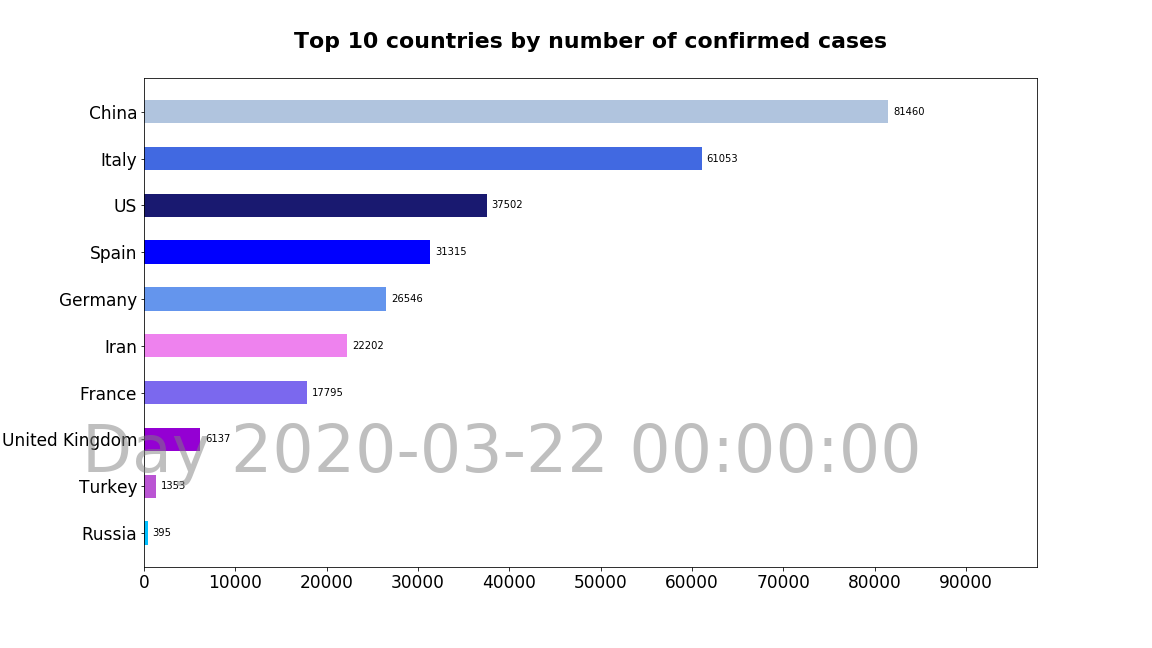 Top 10 countries by number of confirmed cases
China 81460
Italy 61053
US 37502
Spain 31315
Germany 26546
Iran 22202
France 17795
United Kingdom 6137
Day 2020-03-22 00:00:00
Turkey 1353
Russia 395
0 10000 20000 30000 40000 50000 60000 70000 80000 90000